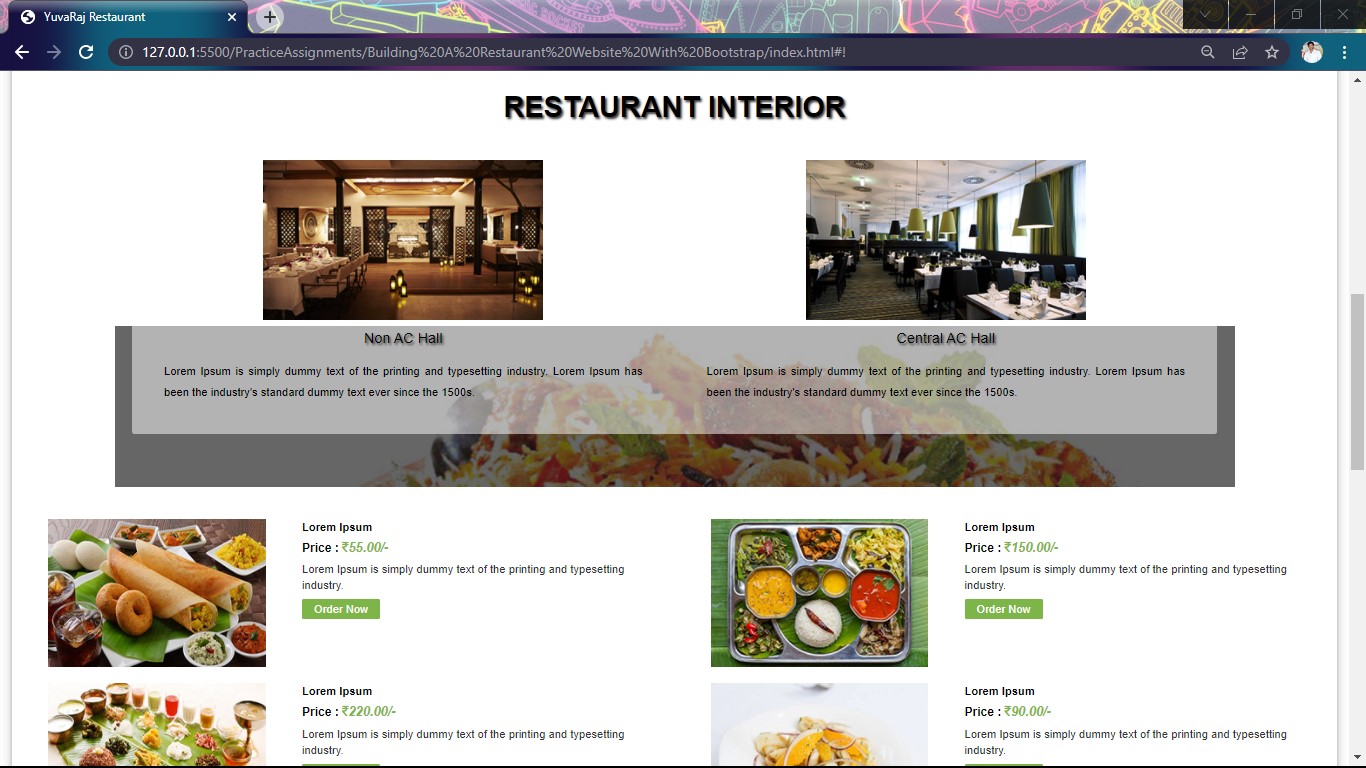 YuvaRaj Restaurant
127.0.0.1:5500/PracticeAssignments/Building%20A%20Restaurant%20Website%20With%20Bootstrap/index.html#!
RESTAURANT INTERIOR
Non AC Hall
Lorem Ipsum is simply dummy text of the printing and typesetting industry. Lorem Ipsum has
been the industry's standard dummy text ever since the 1500s.
Central AC Hall
Lorem Ipsum is simply dummy text of the printing and typesetting industry. Lorem Ipsum has
been the industry's standard dummy text ever since the 1500s.
Lorem Ipsum
Price : ₹55.00/-
Lorem Ipsum is simply dummy text of the printing and typesetting
industry.
Order Now
Lorem Ipsum
Price : ₹150.00/-
Lorem Ipsum is simply dummy text of the printing and typesetting
industry.
Order Now
Lorem Ipsum
Price : ₹220.00/-
Lorem Ipsum is simply dummy text of the printing and typesetting
industry.
Lorem Ipsum
Price : ₹90.00/-
Lorem Ipsum is simply dummy text of the printing and typesetting
industry.